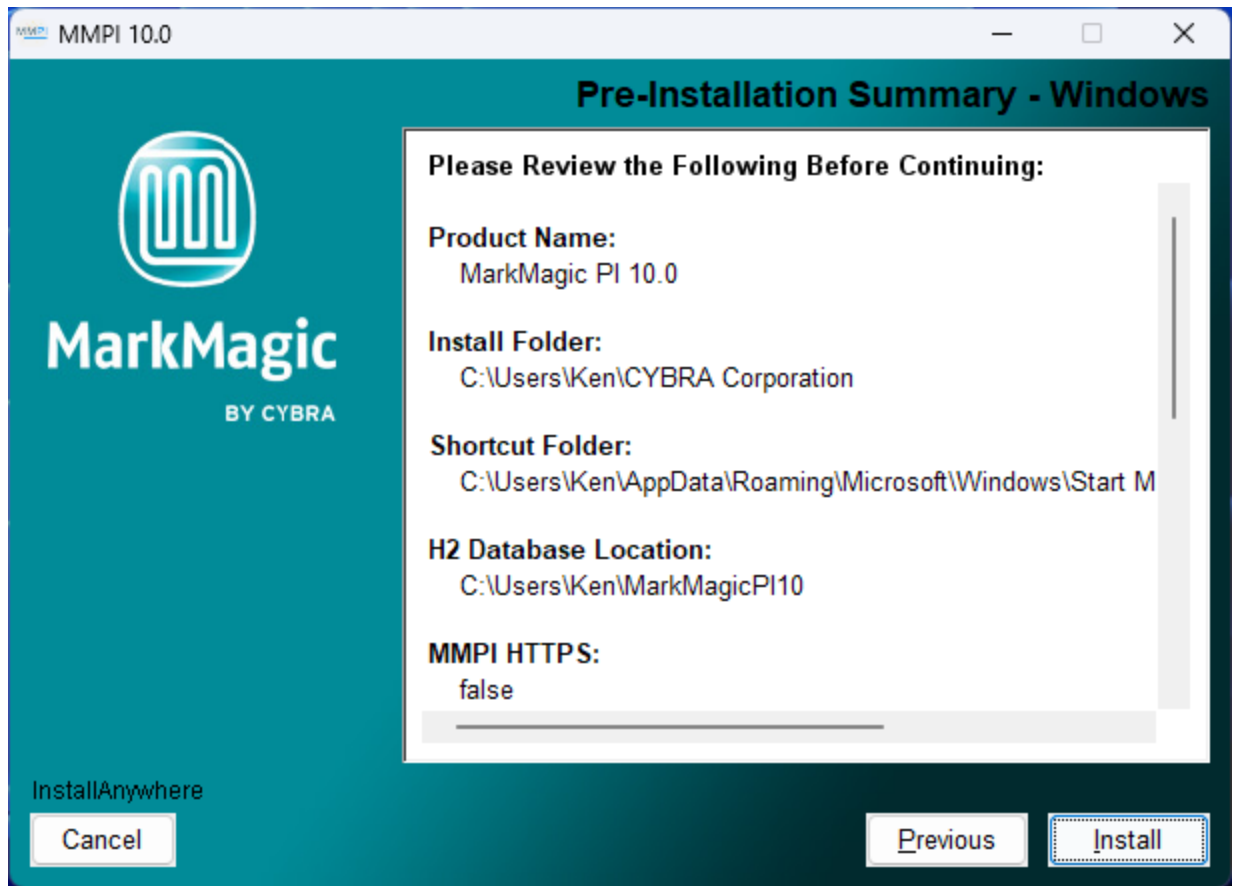 MMPI MMPI 10.0
Pre-Installation Summary - Windows
MarkMagic
BY CYBRA
Please Review the Following Before Continuing:
Product Name:
MarkMagic PI 10.0
Install Folder:
C:\Users\Ken\CYBRA Corporation
Shortcut Folder:
C:\Users\Ken\AppData\Roaming\Microsoft\Windows\Start M
H2 Database Location:
C:\Users\Ken\MarkMagicPI10
MMPI HTTPS:
false
InstallAnywhere
Cancel
Previous
Install